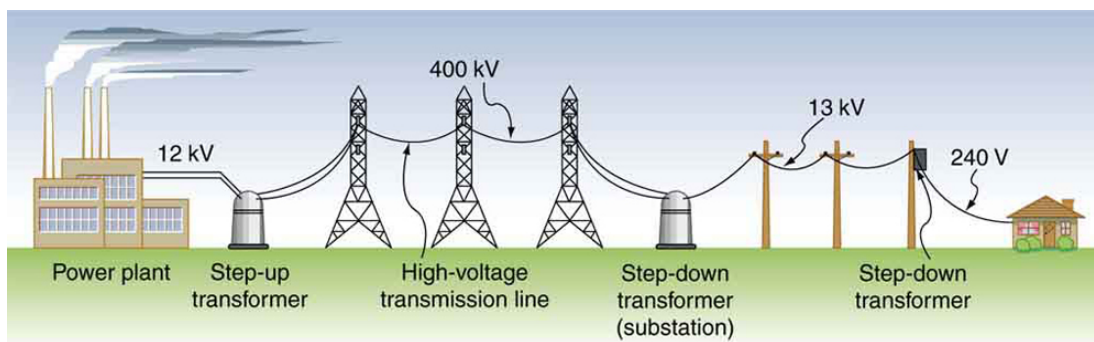 400 kV
13 kV
12 kV
240 V
Power plant
Step-up
transformer
High-voltage
transmission line
Step-down
transformer
(substation)
Step-down
transformer